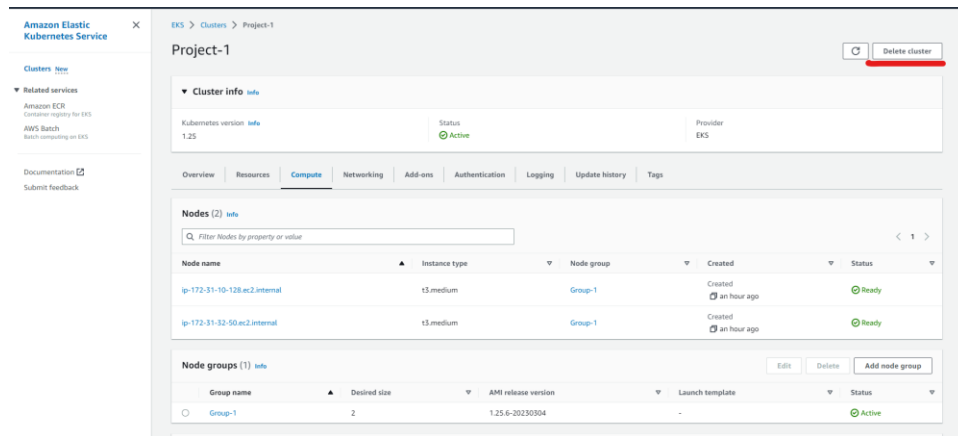 Amazon Elastic Kubernetes Service
EKS > Clusters > Project-1
Project-1
Delete cluster
Clusters New
Related services
Amazon ECR
Container registry for EKS
AWS Batch
Batch computing on EKS
Documentation
Submit feedback
Cluster info Info
Kubernetes version Info Status Provider
1.25 Active EKS
Overview Resources Compute Networking Add-ons Authentication Logging Update history Tags
Nodes (2) Info
Filter Nodes by property or value
< 1 >
Node name Instance type Node group Created Status
ip-172-31-10-128.ec2.internal t3.medium Group-1 Created an hour ago Ready
ip-172-31-32-50.ec2.internal t3.medium Group-1 Created an hour ago Ready
Node groups (1) Info Edit Delete Add node group
Group name Desired size AMI release version Launch template Status
Group-1 2 1.25.6-20230304 - Active